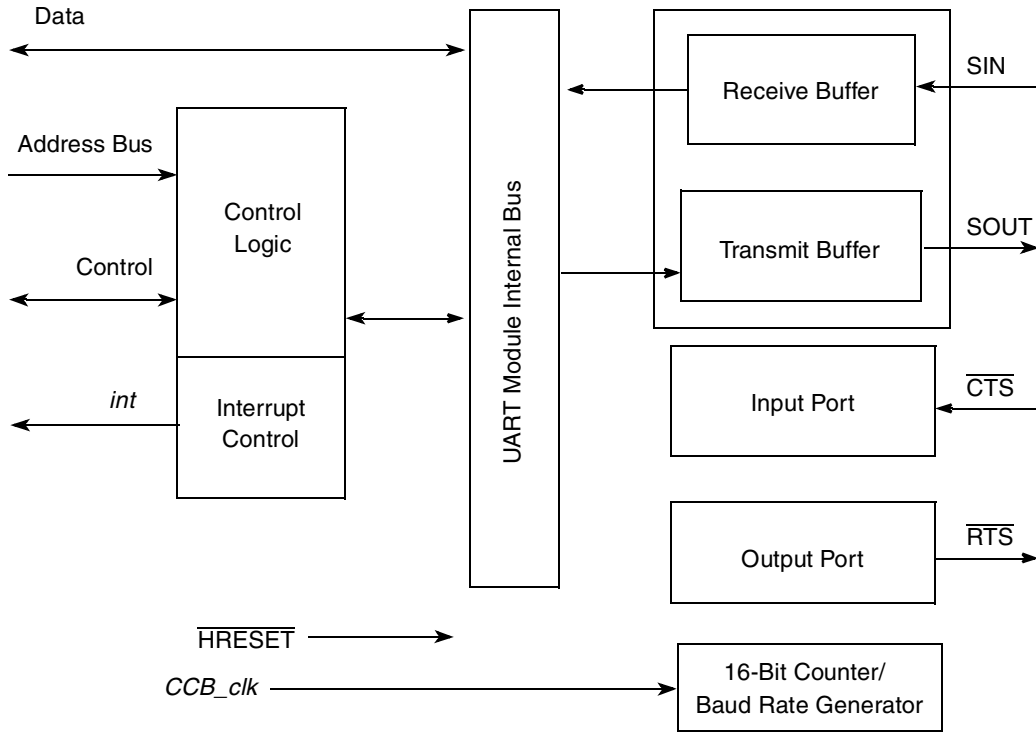 Data
SIN
Receive Buffer
Address Bus
Control
Logic
UART Module Internal Bus
SOUT
Transmit Buffer
Control
int
Interrupt
Control
CTS
Input Port
RTS
Output Port
HRESET
CCB_clk
16-Bit Counter/
Baud Rate Generator